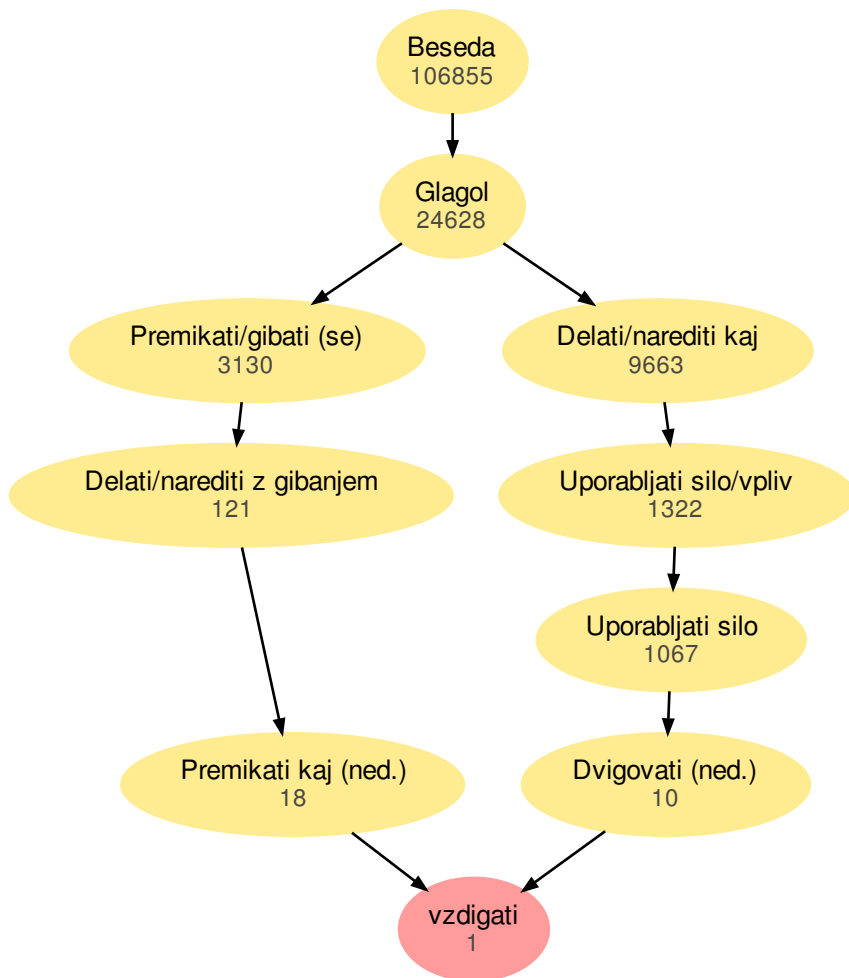 Beseda
106855
Glagol
24628
Premikati/gibati (se)
3130
Delati/narediti kaj
9663
Delati/narediti z gibanjem
121
Uporabljati silo/vpliv
1322
Uporabljati silo
1067
Premikati kaj (ned.)
18
Dvigovati (ned.)
10
vzdigati
1